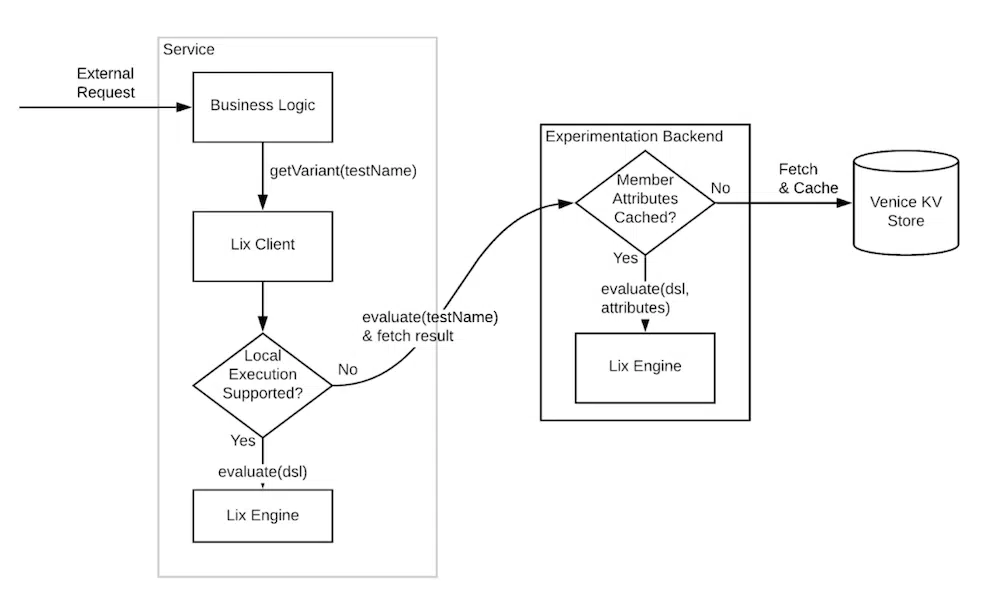 Service
External
Request
Business Logic
getVariant(testName)
Lix Client
Local
Execution
Supported?
No
Yes
evaluate(dsl)
Lix Engine
evaluate(testName)
& fetch result
Experimentation Backend
Member
Attributes
Cached?
No
Yes
evaluate(dsl,
attributes)
Lix Engine
Fetch
& Cache
Venice KV
Store